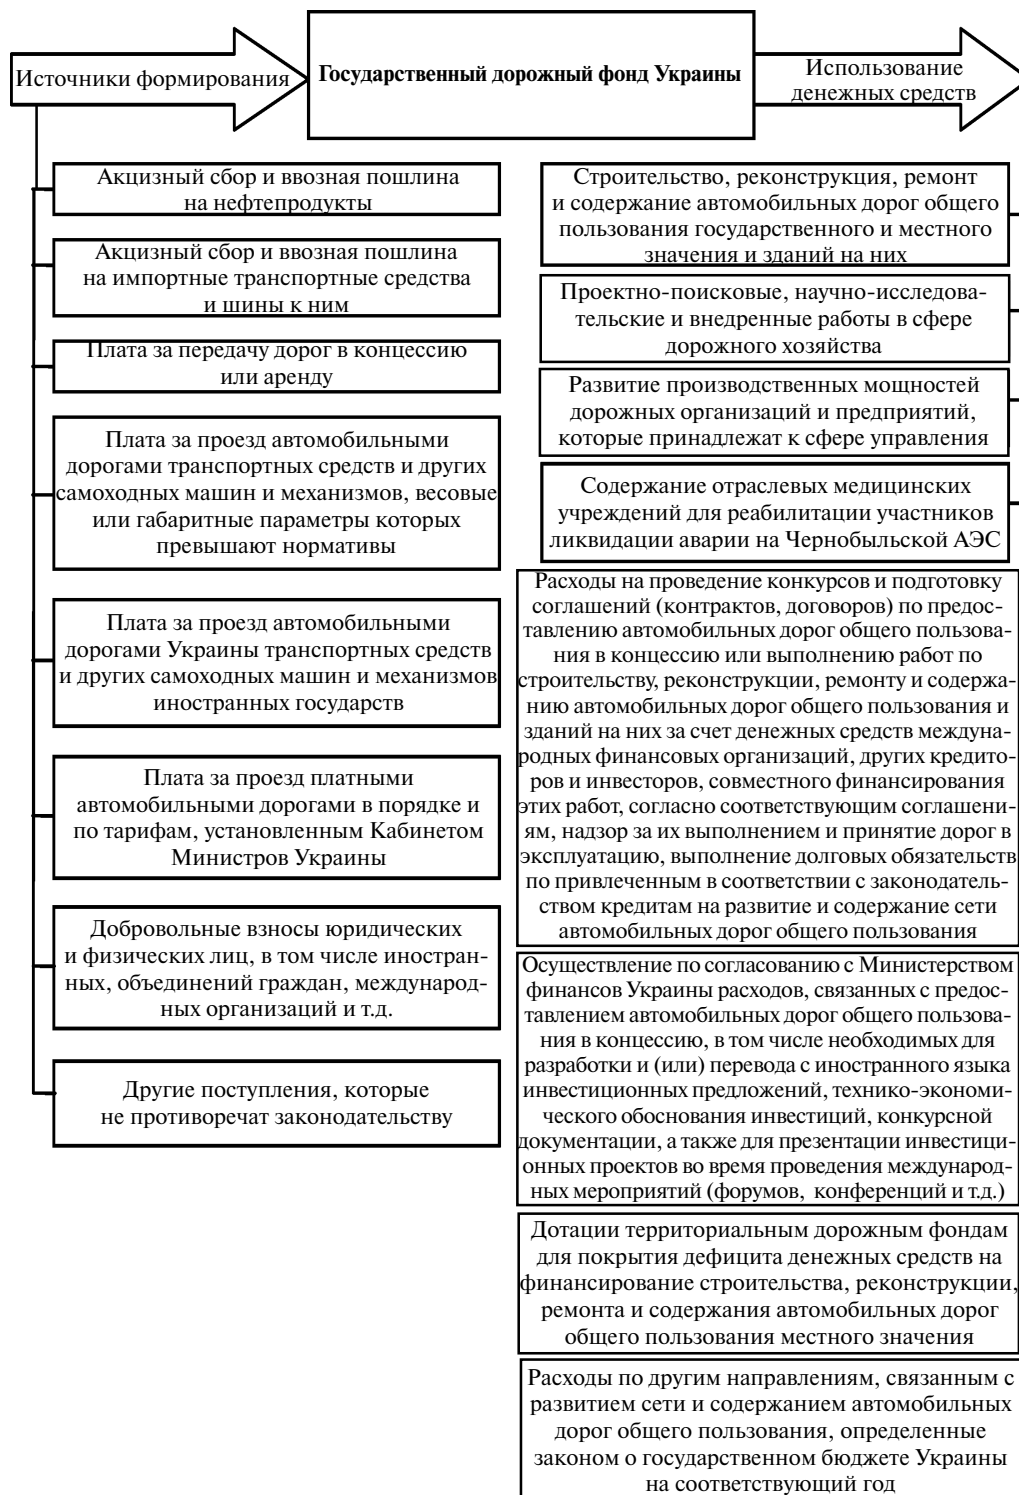 Источники формирования
Государственный дорожный фонд Украины
Использование
денежных средств
Акцизный сбор и ввозная пошлина
на нефтепродукты
Акцизный сбор и ввозная пошлина
на импортные транспортные средства
и шины к ним
Плата за передачу дорог в концессию
или аренду
Плата за проезд автомобильными
дорогами транспортных средств и других
самоходных машин и механизмов, весовые
или габаритные параметры которых
превышают нормативы
Плата за проезд автомобильными
дорогами Украины транспортных средств
и других самоходных машин и механизмов
иностранных государств
Плата за проезд платными
автомобильными дорогами в порядке и
по тарифам, установленным Кабинетом
Министров Украины
Добровольные взносы юридических
и физических лиц, в том числе иностран-
ных, объединений граждан, международ-
ных организаций и т.д.
Другие поступления, которые
не противоречат законодательству
Строительство, реконструкция, ремонт
и содержание автомобильных дорог общего
пользования государственного и местного
значения и зданий на них
Проектно-поисковые, научно-исследова-
тельские и внедренные работы в сфере
дорожного хозяйства
Развитие производственных мощностей
дорожных организаций и предприятий,
которые принадлежат к сфере управления
Содержание отраслевых медицинских
учреждений для реабилитации участников
ликвидации аварии на Чернобыльской АЭС
Расходы на проведение конкурсов и подготовку
соглашений (контрактов, договоров) по предос-
тавлению автомобильных дорог общего пользова-
ния в концессию или выполнению работ по
строительству, реконструкции, ремонту и содержа-
нию автомобильных дорог общего пользования и
зданий на них за счет денежных средств междуна-
родных финансовых организаций, других кредито-
ров и инвесторов, совместного финансирования
этих работ, согласно соответствующим соглашени-
ям, надзор за их выполнением и принятие дорог в
эксплуатацию, выполнение долговых обязательств
по привлеченным в соответствии с законодатель-
ством кредитам на развитие и содержание сети
автомобильных дорог общего пользования
Осуществление по согласованию с Министерством
финансов Украины расходов, связанных с предос-
тавлением автомобильных дорог общего пользова-
ния в концессию, в том числе необходимых для
разработки и (или) перевода с иностранного языка
инвестиционных предложений, технико-экономи-
ческого обоснования инвестиций, конкурсной
документации, а также для презентации инвестици-
онных проектов во время проведения международ-
ных мероприятий (форумов, конференций и т.д.)
Дотации территориальным дорожным фондам
для покрытия дефицита денежных средств на
финансирование строительства, реконструкции,
ремонта и содержания автомобильных дорог
общего пользования местного значения
Расходы по другим направлениям, связанным с
развитием сети и содержанием автомобильных
дорог общего пользования, определенные
законом о государственном бюджете Украины
на соответствующий год